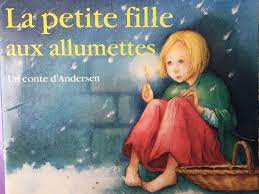 La petite fille
aux allumettes
Un conte d'Andersen